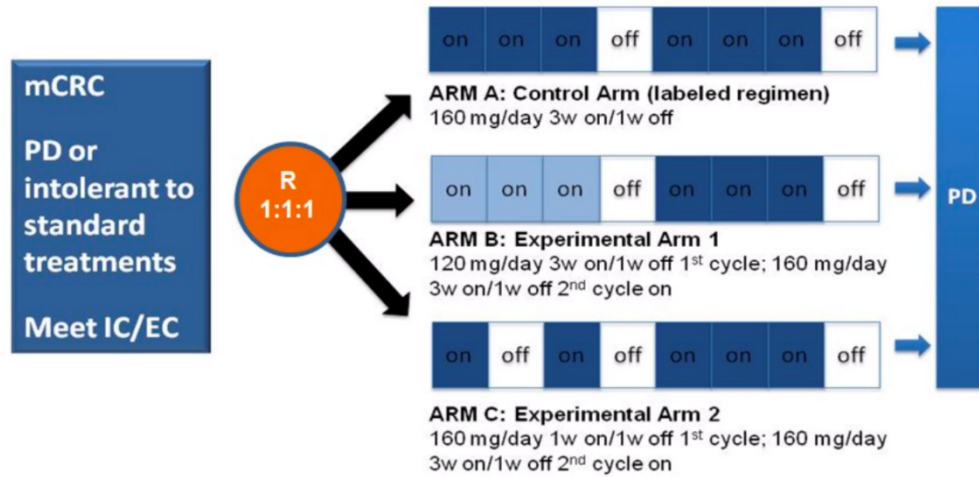 mCRC
PD or
intolerant to
standard
treatments
Meet IC/EC
R
1:1:1
on on on off on on on off
ARM A: Control Arm (labeled regimen)
160 mg/day 3w on/1w off
on on on off on on on off
ARM B: Experimental Arm 1
120 mg/day 3w on/1w off 1st cycle; 160 mg/day
3w on/1w off 2nd cycle on
on off on off on on on off
ARM C: Experimental Arm 2
160 mg/day 1w on/1w off 1st cycle; 160 mg/day
3w on/1w off 2nd cycle on
PD